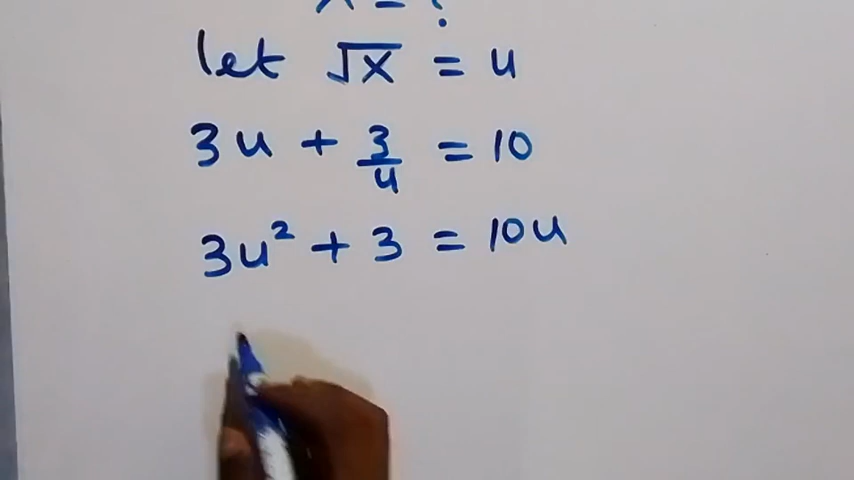 x = ?
let √x = u
3u + 3/u = 10
3u² + 3 = 10u